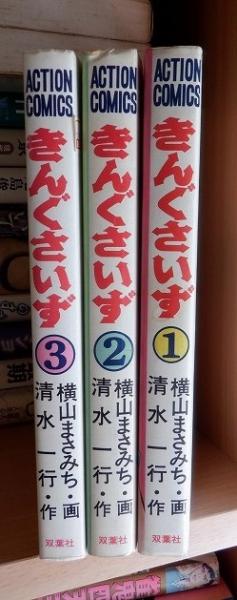 ACTION
COMICS
きんぐさいず
3
横山まさみち・画
清水一行・作
双葉社
ACTION
COMICS
きんぐさいず
2
横山まさみち・画
清水一行・作
双葉社
ACTION
COMICS
きんぐさいず
1
横山まさみち・画
清水一行・作
双葉社